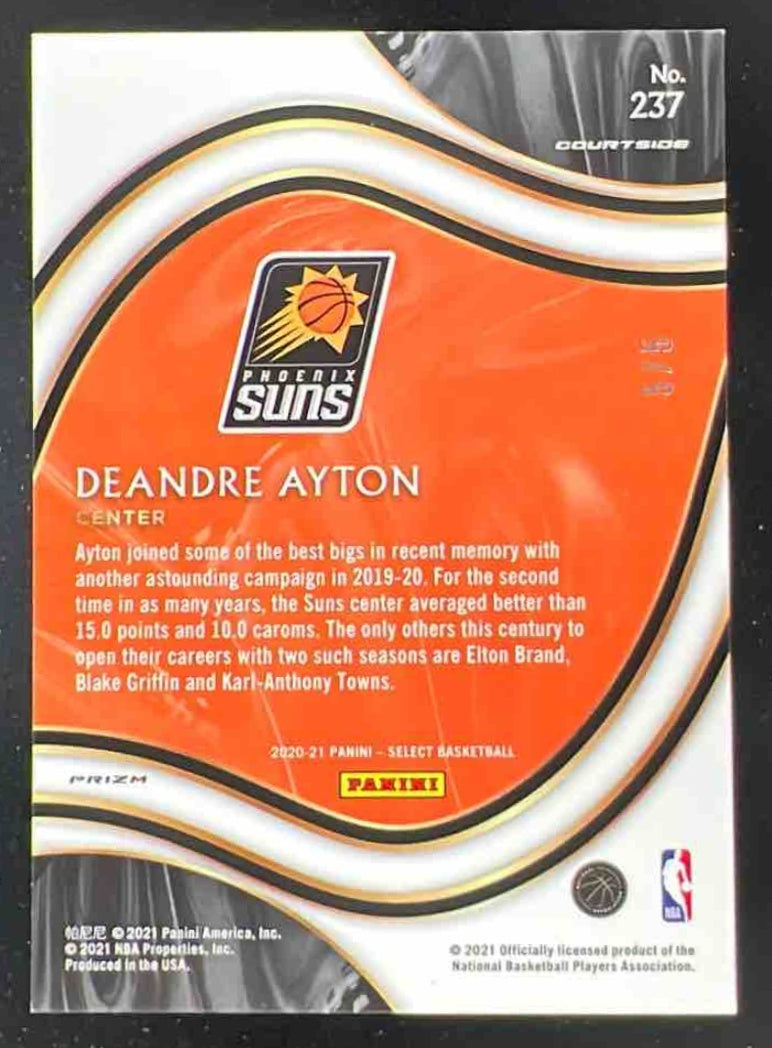 No.
237
COURTSIDE
PHOENIX
SUNS
5/5
DEANDRE AYTON
CENTER
Ayton joined some of the best bigs in recent memory with
another astounding campaign in 2019-20. For the second
time in as many years, the Suns center averaged better than
15.0 points and 10.0 caroms. The only others this century to
open their careers with two such seasons are Elton Brand,
Blake Griffin and Karl-Anthony Towns.
2020-21 PANINI – SELECT BASKETBALL
PRIZM
PANINI
NBA
帕尼尼 © 2021 Panini America, Inc.
© 2021 NBA Properties, Inc.
Produced in the USA.
© 2021 Officially licensed product of the
National Basketball Players Association.